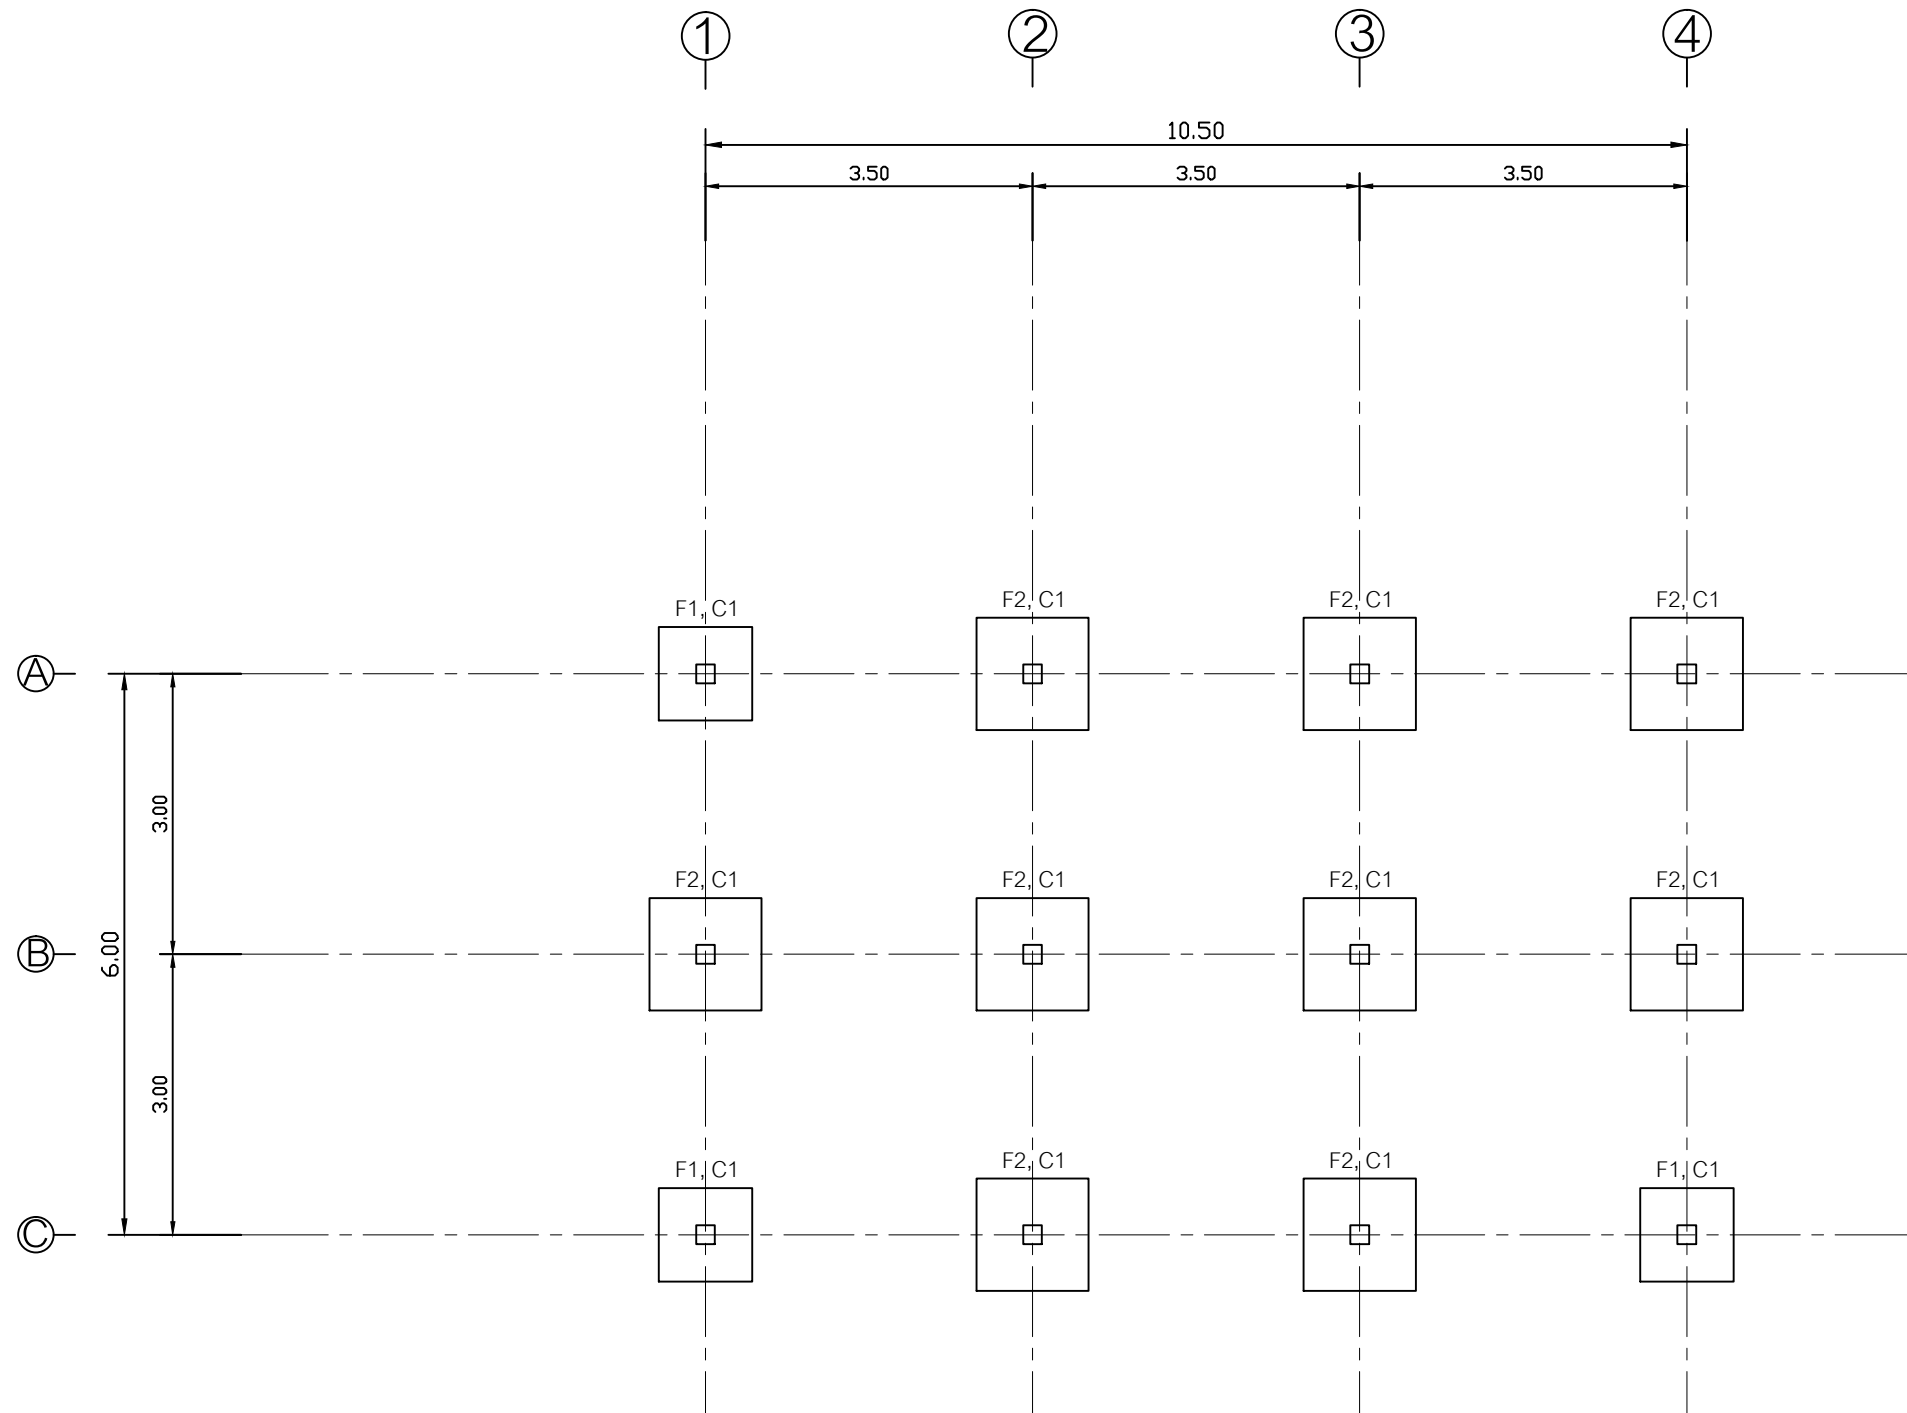 1 2 3 4
10.50
3.50 3.50 3.50
F1, C1 F2, C1 F2, C1 F2, C1
A
3.00
F2, C1 F2, C1 F2, C1 F2, C1
B
6.00
3.00
F1, C1 F2, C1 F2, C1 F1, C1
C